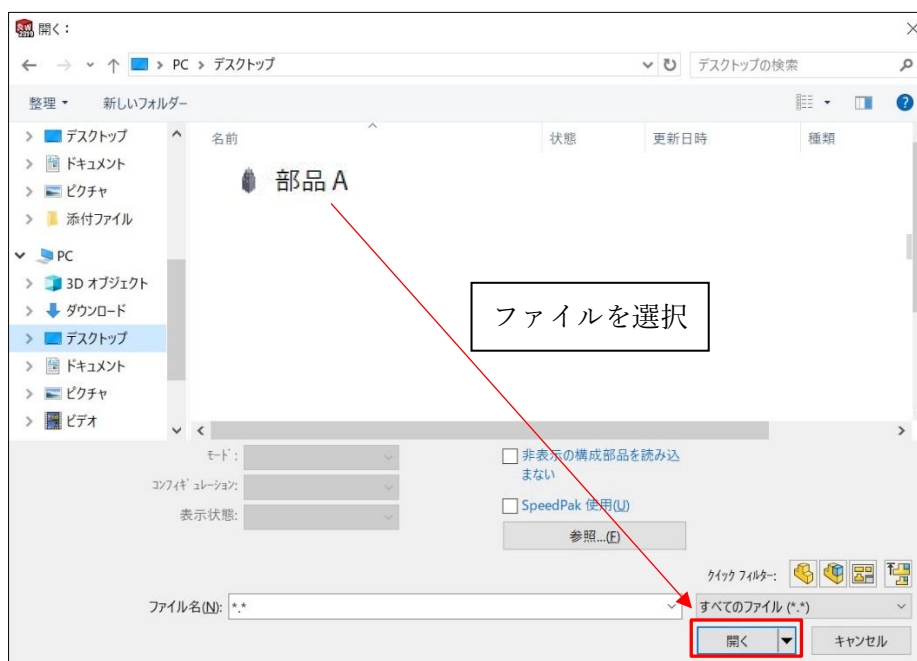 開く：
PC > デスクトップ
デスクトップの検索
整理
新しいフォルダー
名前
状態
更新日時
種類
デスクトップ
ドキュメント
ピクチャ
添付ファイル
PC
3D オブジェクト
ダウンロード
デスクトップ
ドキュメント
ピクチャ
ビデオ
部品 A
ファイルを選択
ﾓｰﾄﾞ:
ｺﾝﾌｨｷﾞｭﾚｰｼｮﾝ:
表示状態:
非表示の構成部品を読み込
まない
SpeedPak 使用(U)
参照...(F)
ｸｲｯｸ ﾌｨﾙﾀｰ:
ファイル名(N): *.*
すべてのファイル (*.*)
開く
キャンセル